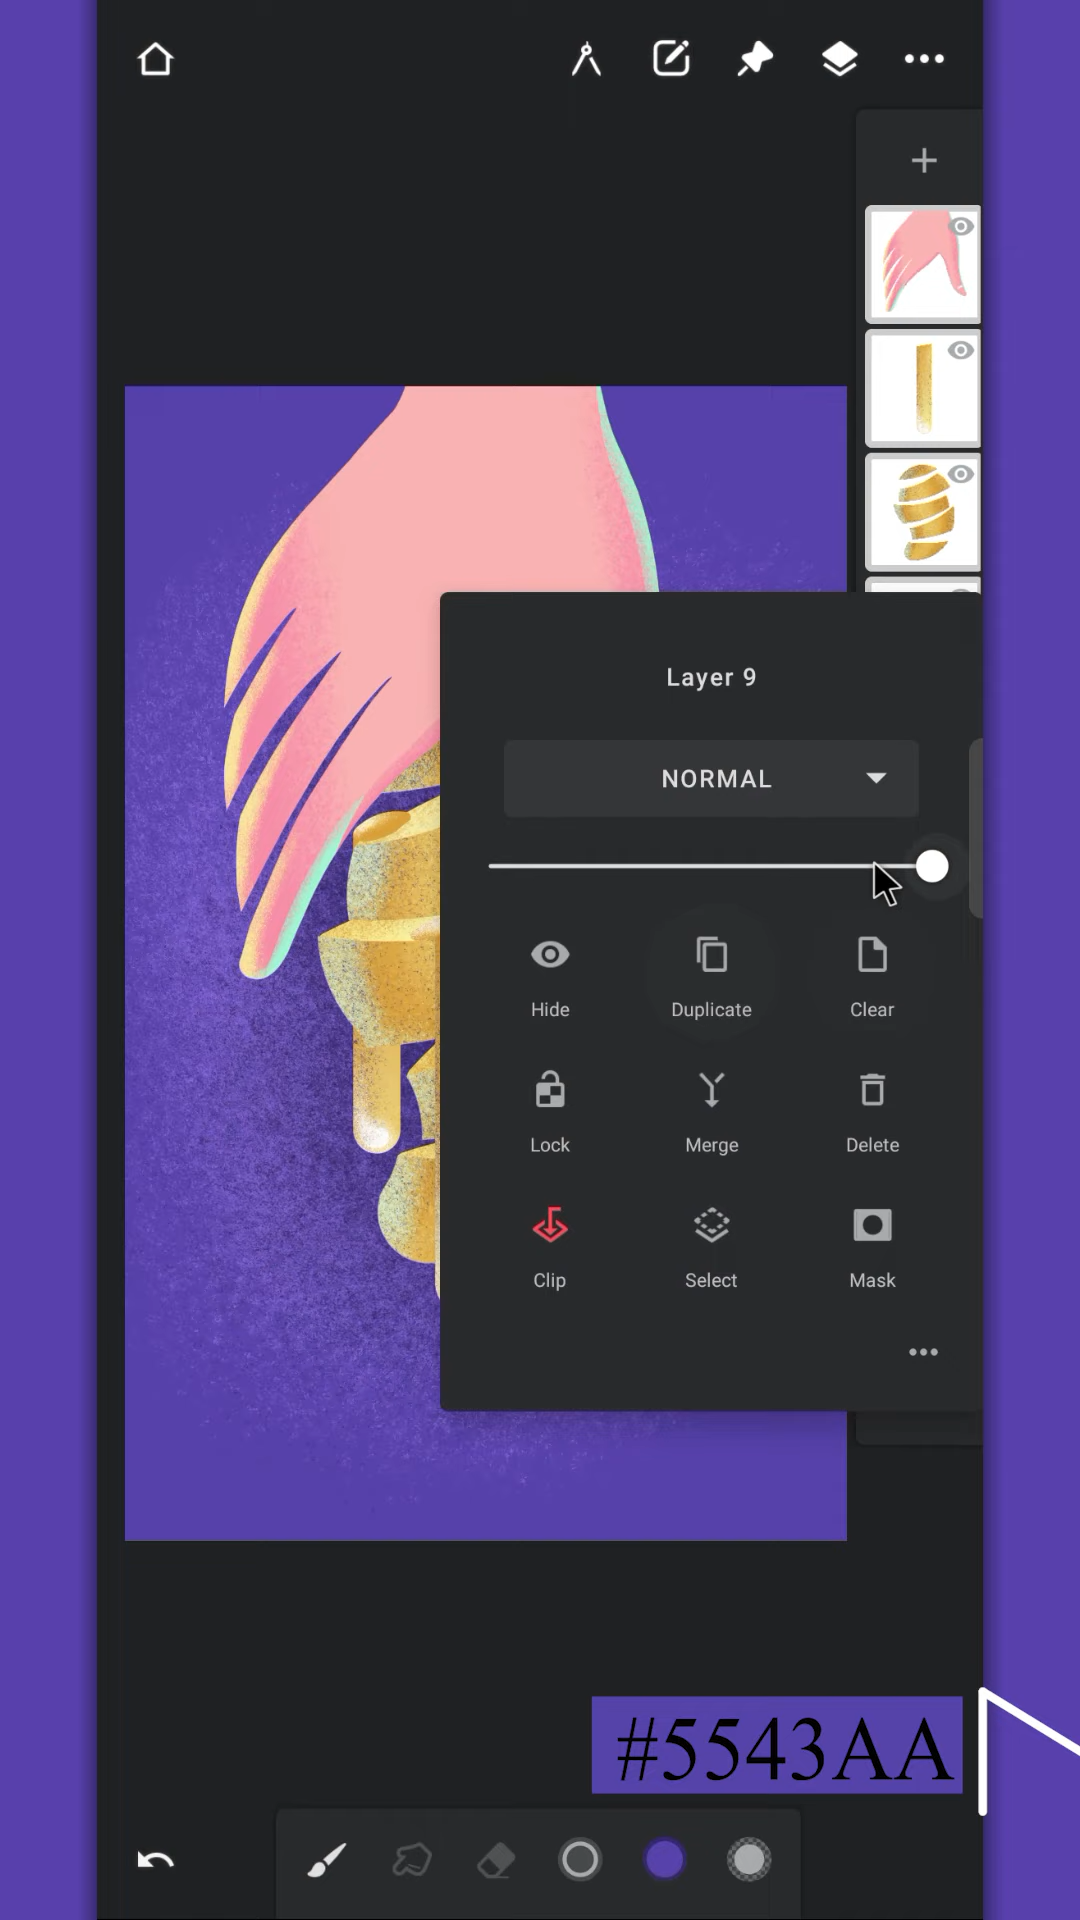 Layer 9
NORMAL
Hide Duplicate Clear
Lock Merge Delete
Clip Select Mask
#5543AA